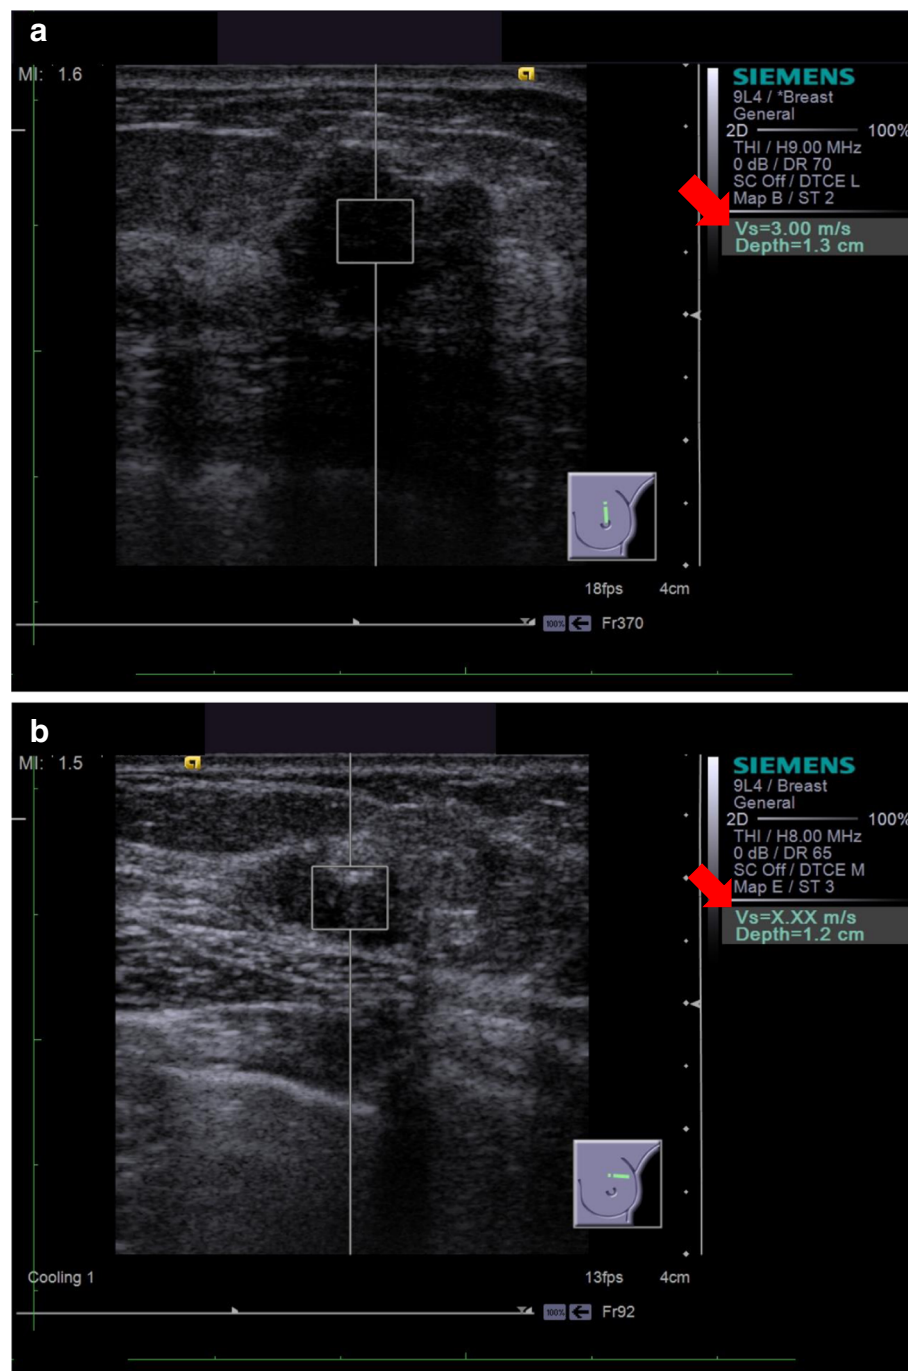 a
MI: 1.6
SIEMENS
9L4 / *Breast
General
2D 100%
THI / H9.00 MHz
0 dB / DR 70
SC Off / DTCE L
Map B / ST 2
Vs=3.00 m/s
Depth=1.3 cm
18fps 4cm
100% Fr370
b
MI: 1.5
SIEMENS
9L4 / Breast
General
2D 100%
THI / H8.00 MHz
0 dB / DR 65
SC Off / DTCE M
Map E / ST 3
Vs=X.XX m/s
Depth=1.2 cm
Cooling 1 13fps 4cm
100% Fr92